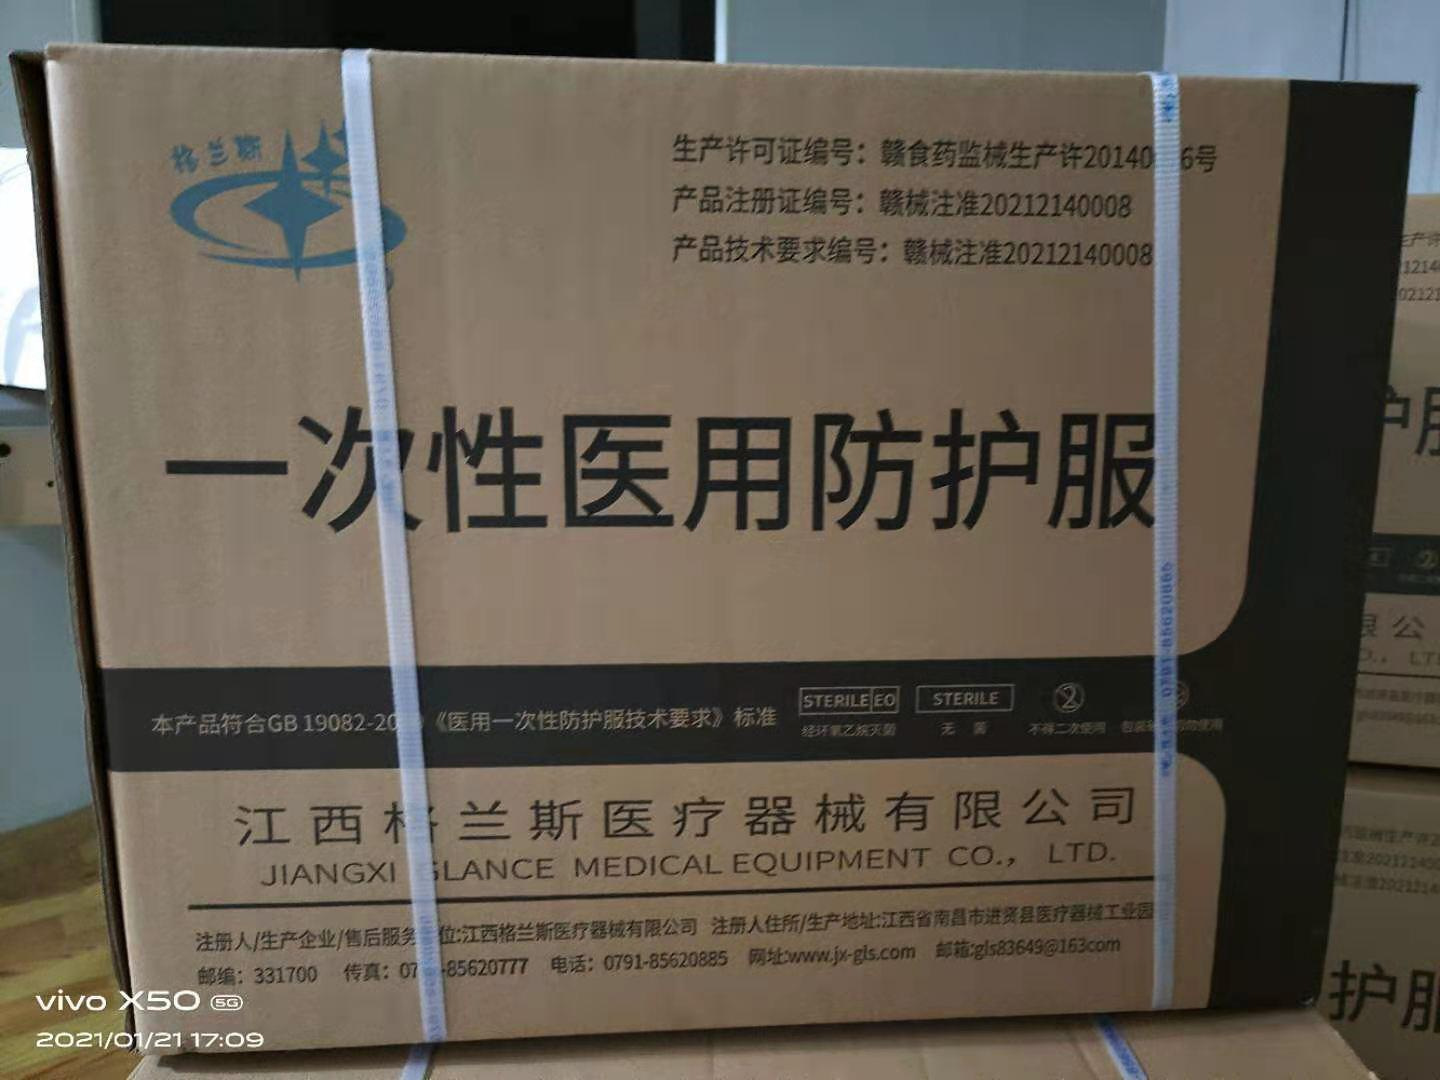 格兰斯
生产许可证编号：赣食药监械生产许20140 6号
产品注册证编号：赣械注准20212140008
产品技术要求编号：赣械注准20212140008
一次性医用防护服
本产品符合GB 19082-20 《医用一次性防护服技术要求》标准
STERILE EO
STERILE
2
经环氧乙烷灭菌
无 菌
不得二次使用
江西格兰斯医疗器械有限公司
JIANGXI GLANCE MEDICAL EQUIPMENT CO., LTD.
注册人/生产企业/售后服务 位:江西格兰斯医疗器械有限公司 注册人住所/生产地址:江西省南昌市进贤县医疗器械工业园
邮编：331700 传真：07 -85620777 电话：0791-85620885 网址:www.jx-gls.com 邮箱:gls83649@163com
0791-85620885
护服
vivo X50 5G
2021/01/21 17:09